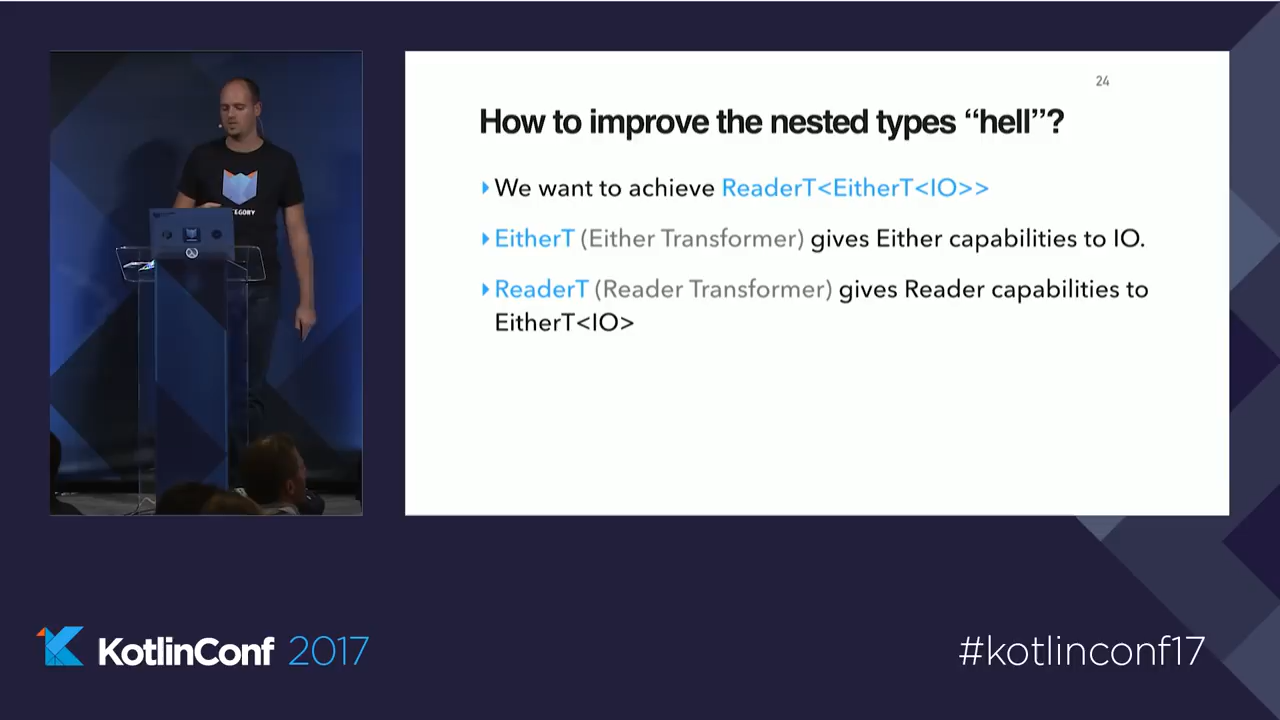 24
How to improve the nested types “hell”?
We want to achieve ReaderT<EitherT<IO>>
EitherT (Either Transformer) gives Either capabilities to IO.
ReaderT (Reader Transformer) gives Reader capabilities to
EitherT<IO>
TEGORY
KotlinConf 2017
#kotlinconf17